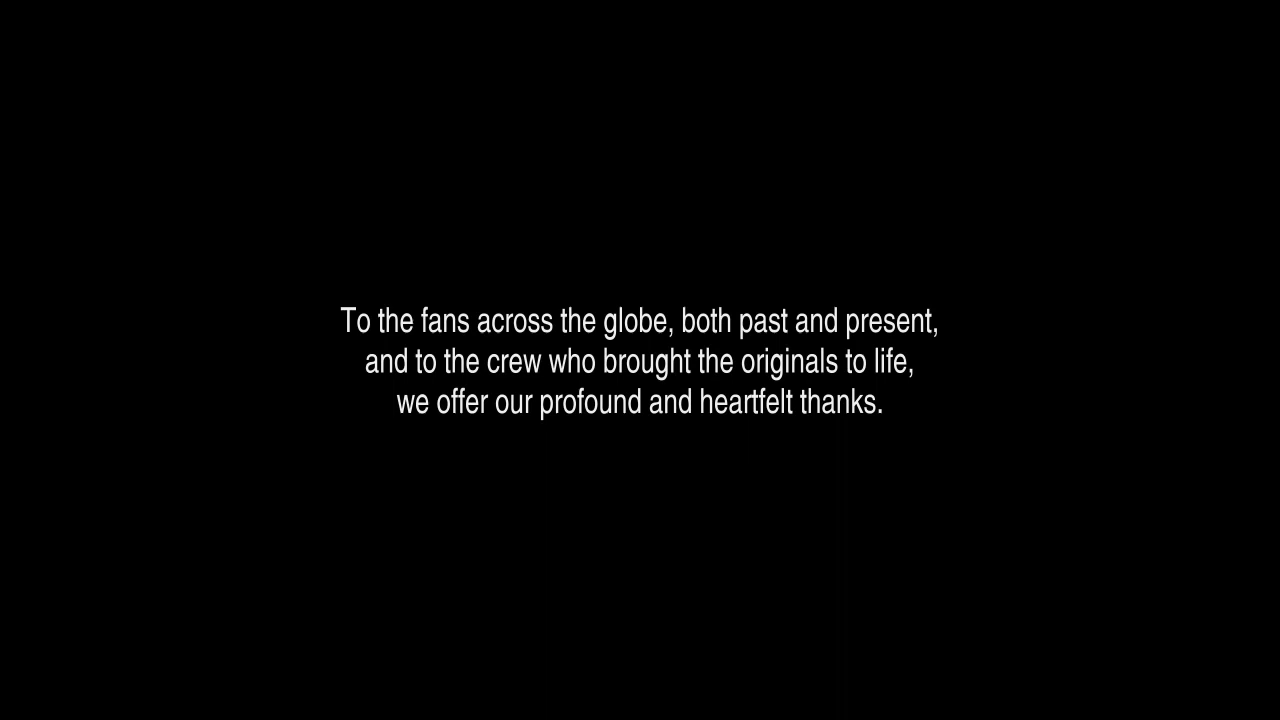 To the fans across the globe, both past and present,
and to the crew who brought the originals to life,
we offer our profound and heartfelt thanks.